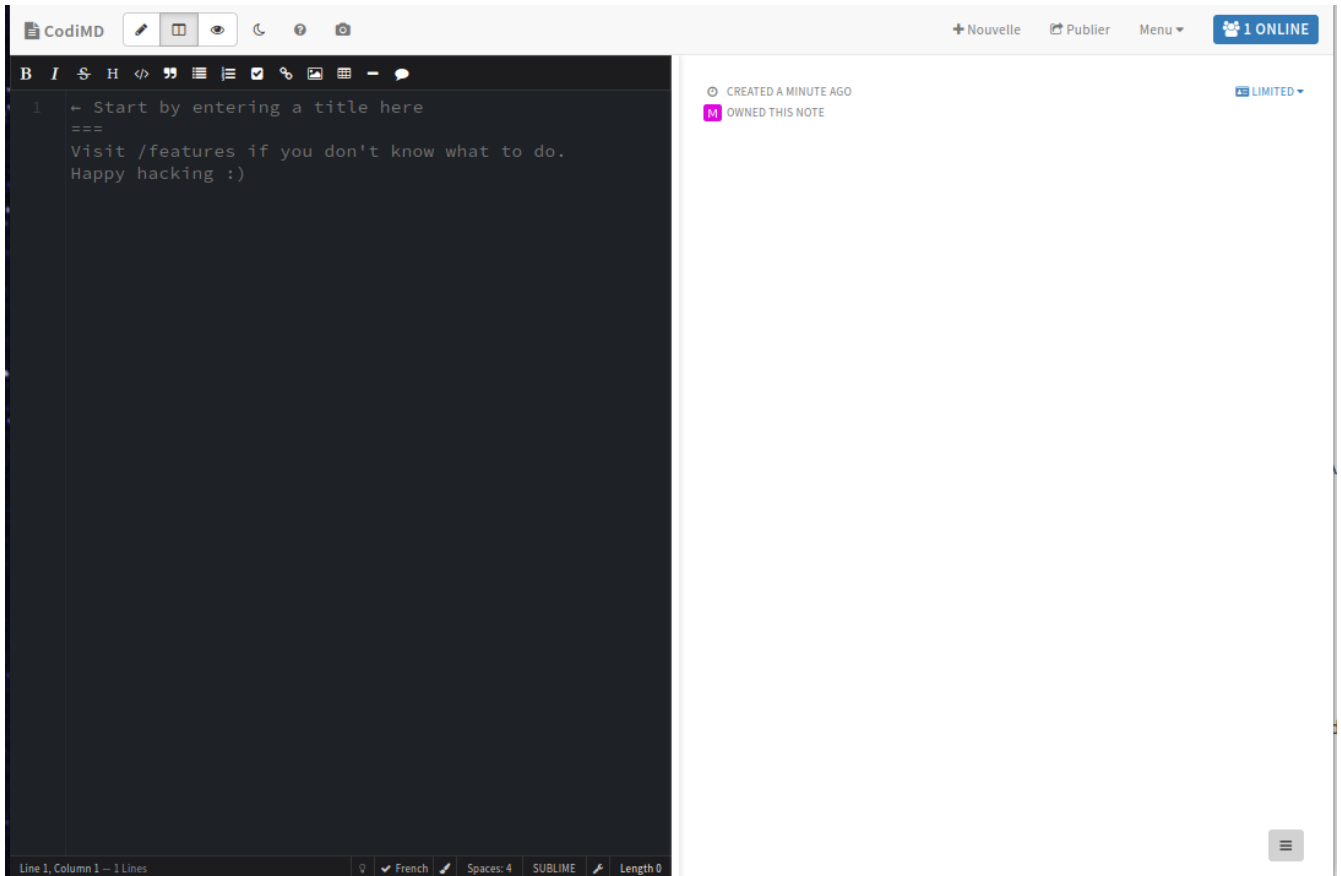 CodiMD
+ Nouvelle
Publier
Menu
1 ONLINE
B I S H </>
1 ← Start by entering a title here
===
Visit /features if you don't know what to do.
Happy hacking :)
CREATED A MINUTE AGO
LIMITED
M OWNED THIS NOTE
Line 1, Column 1 — 1 Lines
French
Spaces: 4
SUBLIME
Length 0